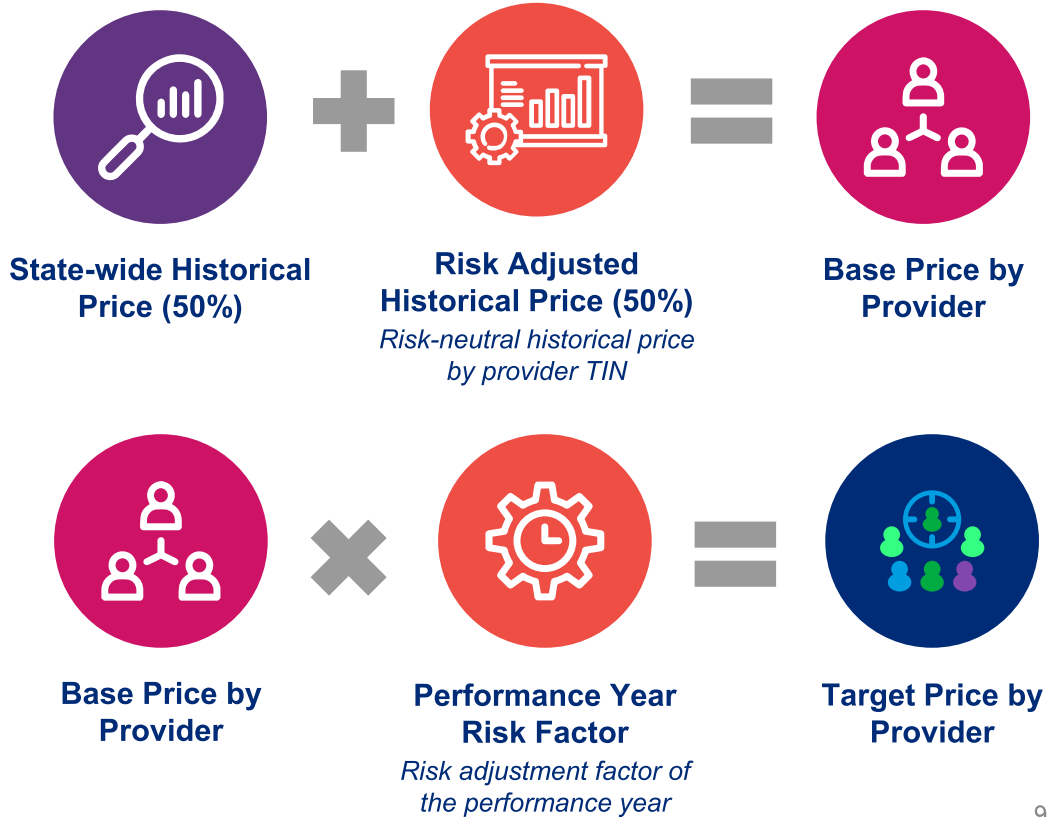 State-wide Historical
Price (50%)
Risk Adjusted
Historical Price (50%)
Risk-neutral historical price
by provider TIN
Base Price by
Provider
Base Price by
Provider
Performance Year
Risk Factor
Risk adjustment factor of
the performance year
Target Price by
Provider
9